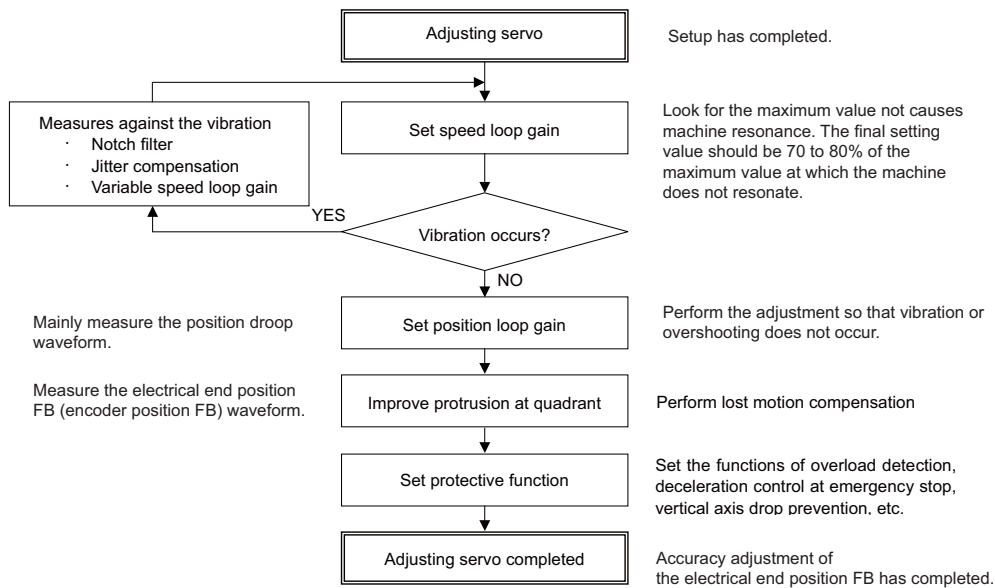 Adjusting servo
Setup has completed.
Measures against the vibration
· Notch filter
· Jitter compensation
· Variable speed loop gain
Set speed loop gain
Look for the maximum value not causes
machine resonance. The final setting
value should be 70 to 80% of the
maximum value at which the machine
does not resonate.
YES
Vibration occurs?
NO
Mainly measure the position droop
waveform.
Set position loop gain
Perform the adjustment so that vibration or
overshooting does not occur.
Measure the electrical end position
FB (encoder position FB) waveform.
Improve protrusion at quadrant
Perform lost motion compensation
Set protective function
Set the functions of overload detection,
deceleration control at emergency stop,
vertical axis drop prevention, etc.
Adjusting servo completed
Accuracy adjustment of
the electrical end position FB has completed.